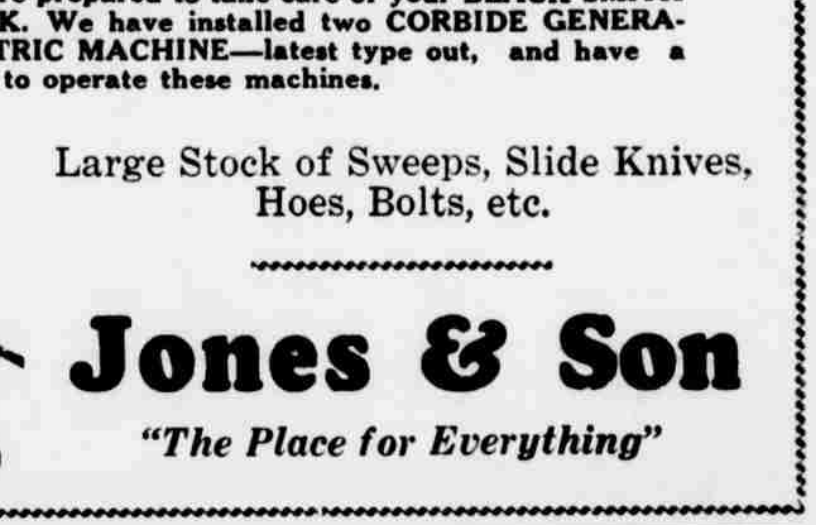 K. We have installed two CORBIDE GENERA-
TRIC MACHINE—latest type out, and have a
to operate these machines.
Large Stock of Sweeps, Slide Knives,
Hoes, Bolts, etc.
Jones & Son
"The Place for Everything"